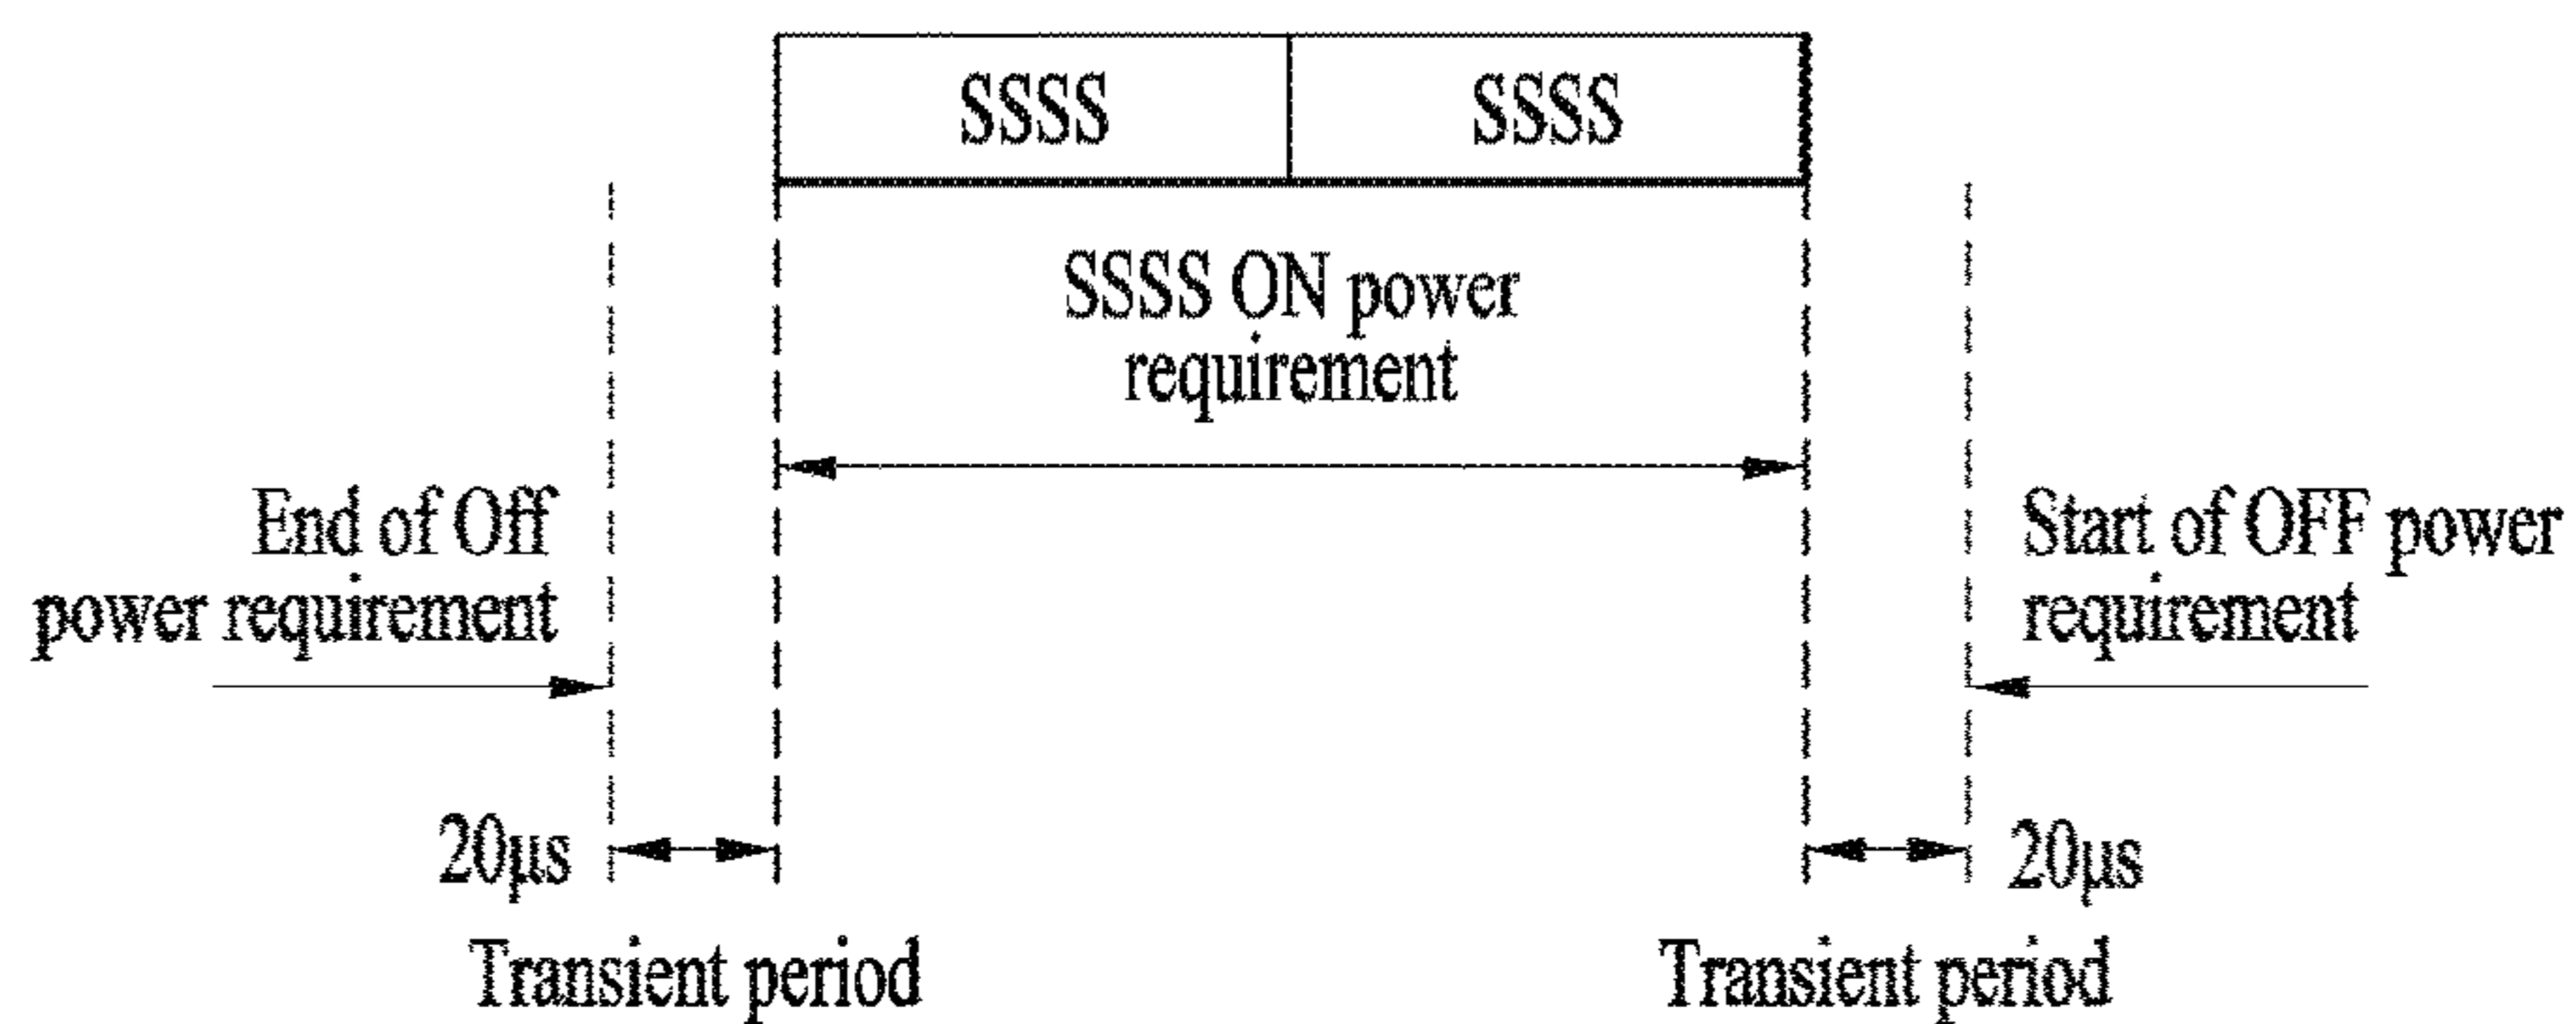 SSSS SSSS
SSSS ON power
requirement
End of Off
power requirement
Start of OFF power
requirement
20μs
20μs
Transient period
Transient period